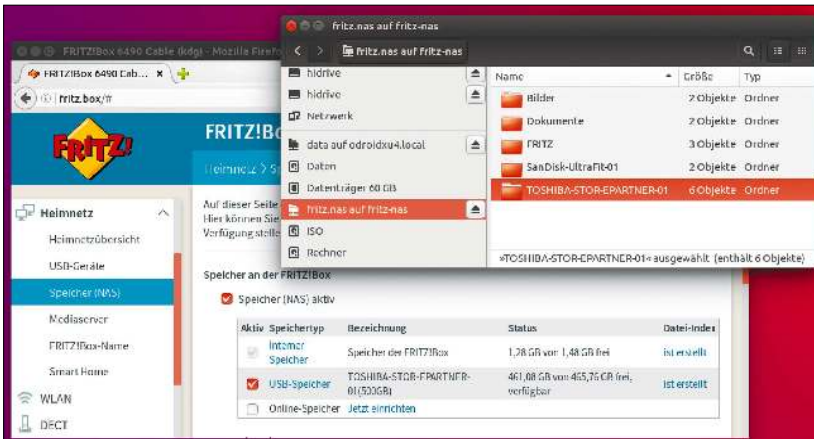 fritz.nas auf fritz-nas
fritz.nas auf fritz-nas
hidrive
hidrive
Netzwerk
data auf odroidxu4.local
Daten
Datenträger 60 GB
fritz.nas auf fritz-nas
ISO
Rechner
Name Größe Typ
Bilder 2 Objekte Ordner
Dokumente 2 Objekte Ordner
FRITZ 3 Objekte Ordner
SanDisk-UltraFit-01 2 Objekte Ordner
TOSHIBA-STOR-EPARTNER-01 6 Objekte Ordner
»TOSHIBA-STOR-EPARTNER-01« ausgewählt (enthält 6 Objekte)
FRITZ!Box 6490 Cable (kdg) - Mozilla Firefo
FRITZ!Box 6490 Cab...
fritz.box/#
FRITZ!
FRITZ!Bo
Heimnetz > Sp
Heimnetz
Heimnetzübersicht
USB-Geräte
Speicher (NAS)
Mediaserver
FRITZ!Box-Name
Smart Home
WLAN
DECT
Auf dieser Seite
Hier können Sie
Verfügung stelle
Speicher an der FRITZ!Box
Speicher (NAS) aktiv
Aktiv Speichertyp Bezeichnung Status Datei-Index
Interner Speicher Speicher der FRITZ!Box 1,28 GB von 1,48 GB frei ist erstellt
USB-Speicher TOSHIBA-STOR-EPARTNER-
01(500GB) 461,08 GB von 465,76 GB frei,
verfügbar ist erstellt
Online-Speicher Jetzt einrichten